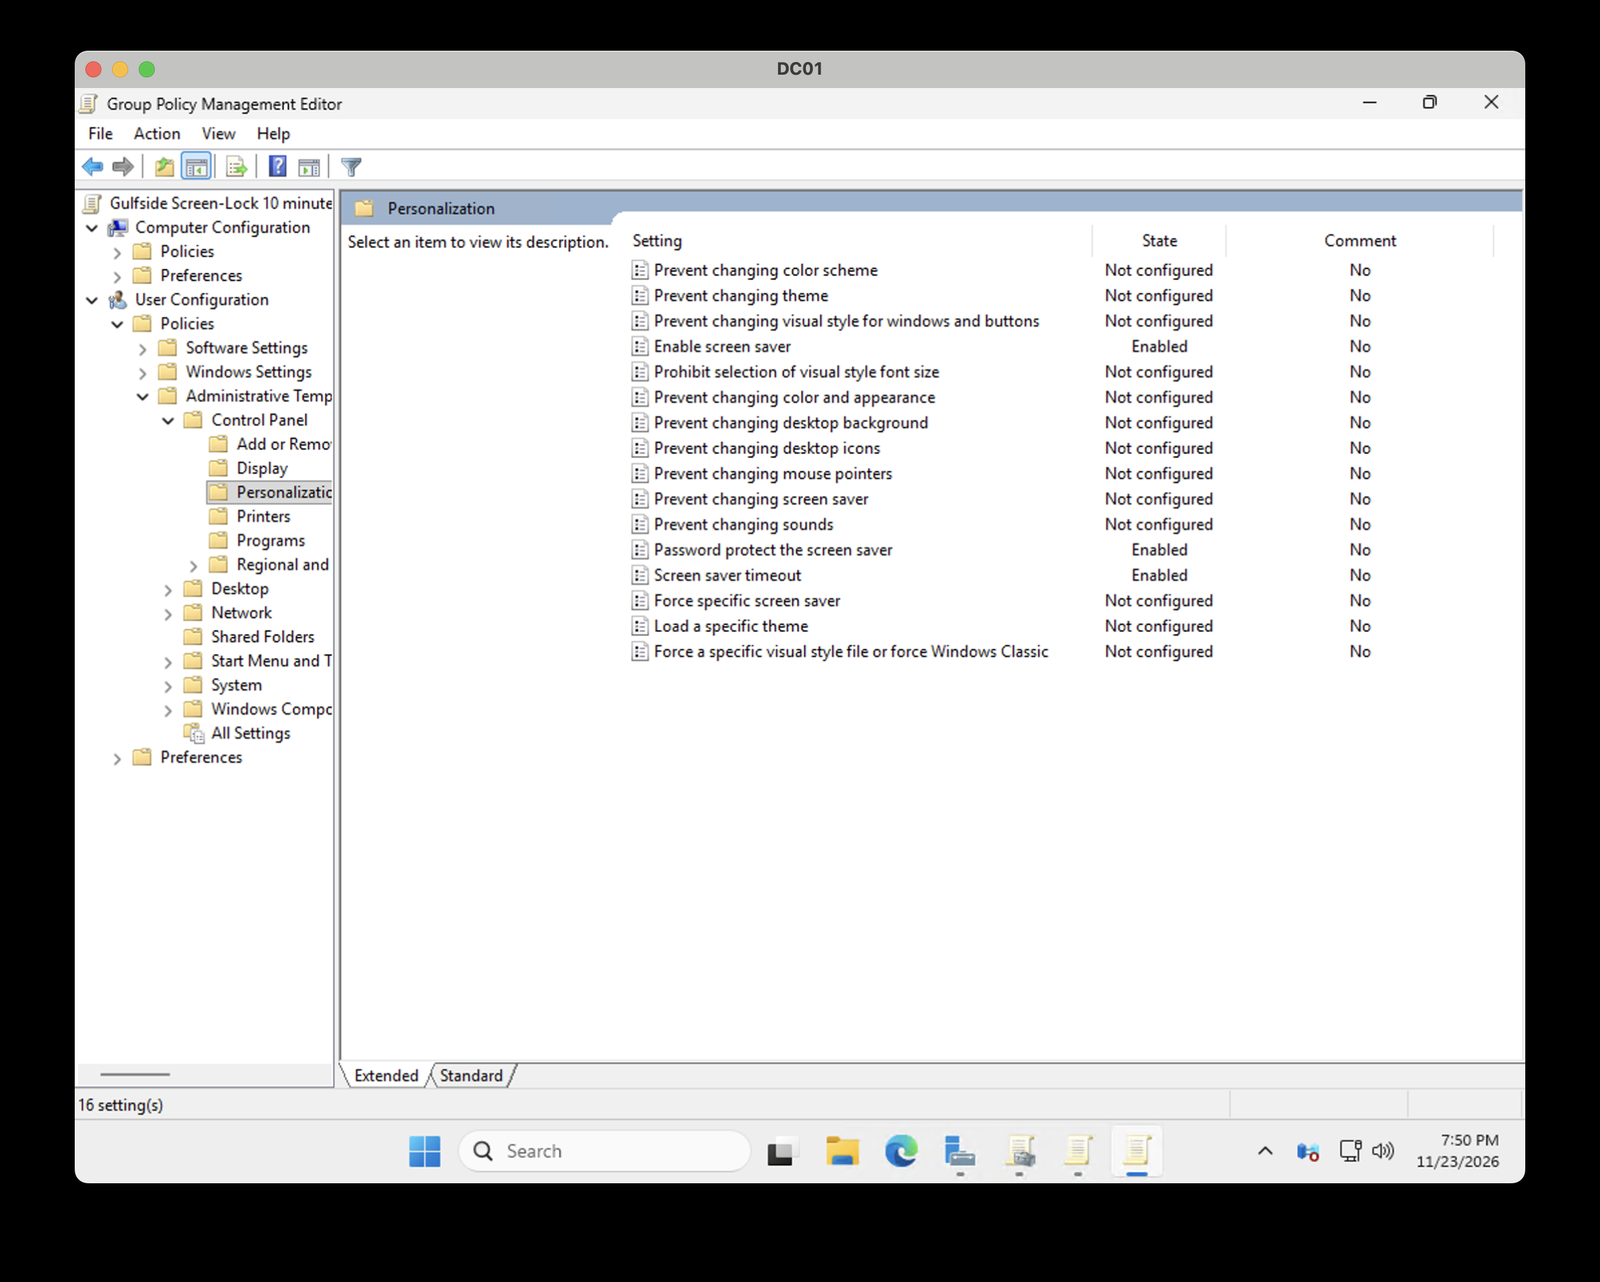 DC01
Group Policy Management Editor
File Action View Help
Gulfside Screen-Lock 10 minute
Computer Configuration
Policies
Preferences
User Configuration
Policies
Software Settings
Windows Settings
Administrative Temp
Control Panel
Add or Remo
Display
Personalizatic
Printers
Programs
Regional and
Desktop
Network
Shared Folders
Start Menu and T
System
Windows Compo
All Settings
Preferences
Personalization
Select an item to view its description.
Setting State Comment
Prevent changing color scheme Not configured No
Prevent changing theme Not configured No
Prevent changing visual style for windows and buttons Not configured No
Enable screen saver Enabled No
Prohibit selection of visual style font size Not configured No
Prevent changing color and appearance Not configured No
Prevent changing desktop background Not configured No
Prevent changing desktop icons Not configured No
Prevent changing mouse pointers Not configured No
Prevent changing screen saver Not configured No
Prevent changing sounds Not configured No
Password protect the screen saver Enabled No
Screen saver timeout Enabled No
Force specific screen saver Not configured No
Load a specific theme Not configured No
Force a specific visual style file or force Windows Classic Not configured No
Extended Standard
16 setting(s)
Search
7:50 PM
11/23/2026